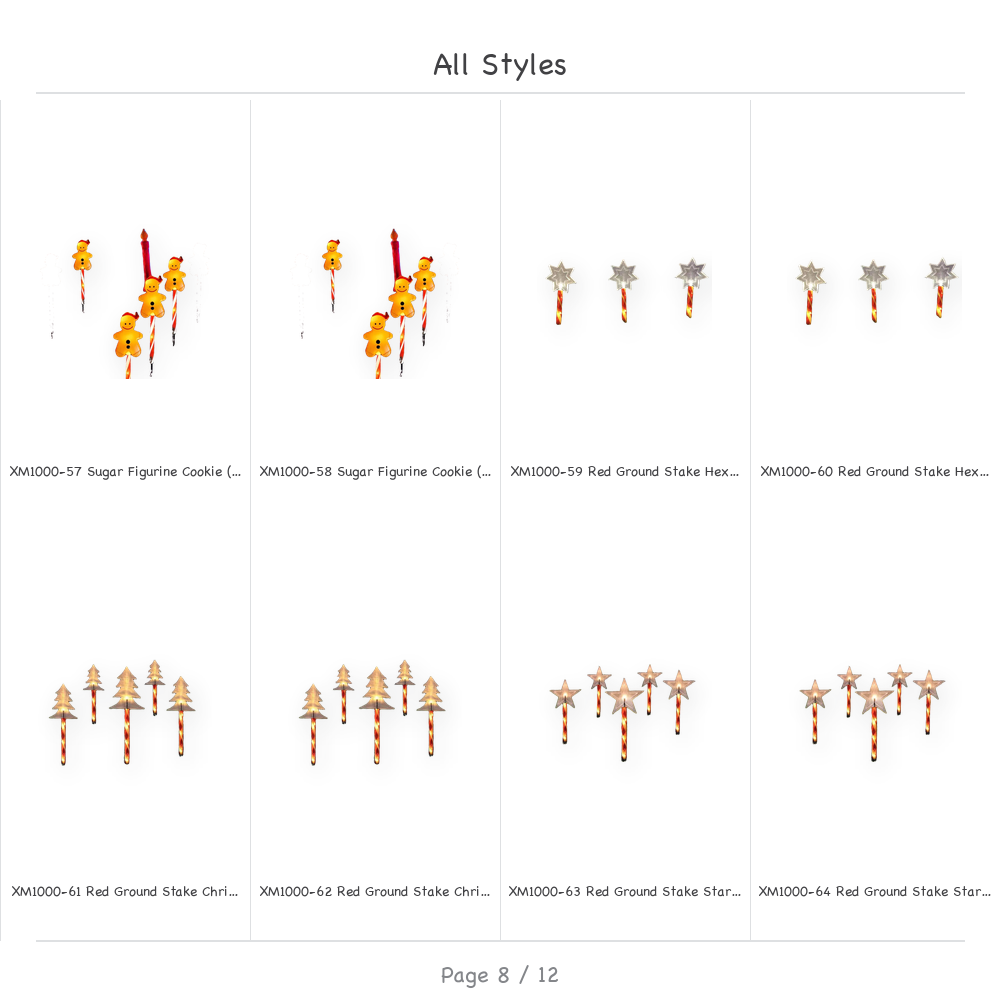 All Styles
XM1000-57 Sugar Figurine Cookie (...
XM1000-58 Sugar Figurine Cookie (...
XM1000-59 Red Ground Stake Hex...
XM1000-60 Red Ground Stake Hex...
XM1000-61 Red Ground Stake Chri...
XM1000-62 Red Ground Stake Chri...
XM1000-63 Red Ground Stake Star...
XM1000-64 Red Ground Stake Star...
Page 8 / 12